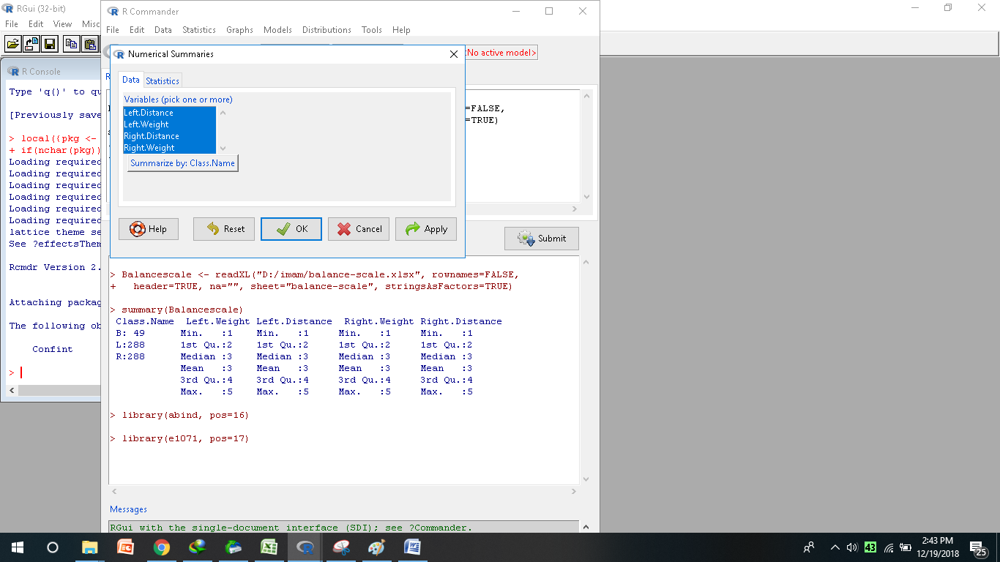 RGui (32-bit)
File Edit View Misc
R Console
Type 'q()' to qu
[Previously save
> local({pkg <-
+ if(nchar(pkg))
Loading required
Loading required
Loading required
Loading required
Loading required
Loading required
lattice theme se
See ?effectsThem
Rcmdr Version 2.
Attaching packag
The following ob
Confint
>
R Commander
File Edit Data Statistics Graphs Models Distributions Tools Help
<No active model>
R
=FALSE,
=TRUE)
Numerical Summaries
Data Statistics
Variables (pick one or more)
Left.Distance
Left.Weight
Right.Distance
Right.Weight
Summarize by: Class.Name
Help Reset OK Cancel Apply
Submit
> Balancescale <- readXL("D:/imam/balance-scale.xlsx", rownames=FALSE,
+ header=TRUE, na="", sheet="balance-scale", stringsAsFactors=TRUE)
> summary(Balancescale)
Class.Name Left.Weight Left.Distance Right.Weight Right.Distance
B: 49 Min. :1 Min. :1 Min. :1 Min. :1
L:288 1st Qu.:2 1st Qu.:2 1st Qu.:2 1st Qu.:2
R:288 Median :3 Median :3 Median :3 Median :3
Mean :3 Mean :3 Mean :3 Mean :3
3rd Qu.:4 3rd Qu.:4 3rd Qu.:4 3rd Qu.:4
Max. :5 Max. :5 Max. :5 Max. :5
> library(abind, pos=16)
> library(e1071, pos=17)
Messages
RGui with the single-document interface (SDI); see ?Commander.
43
2:43 PM
12/19/2018
25